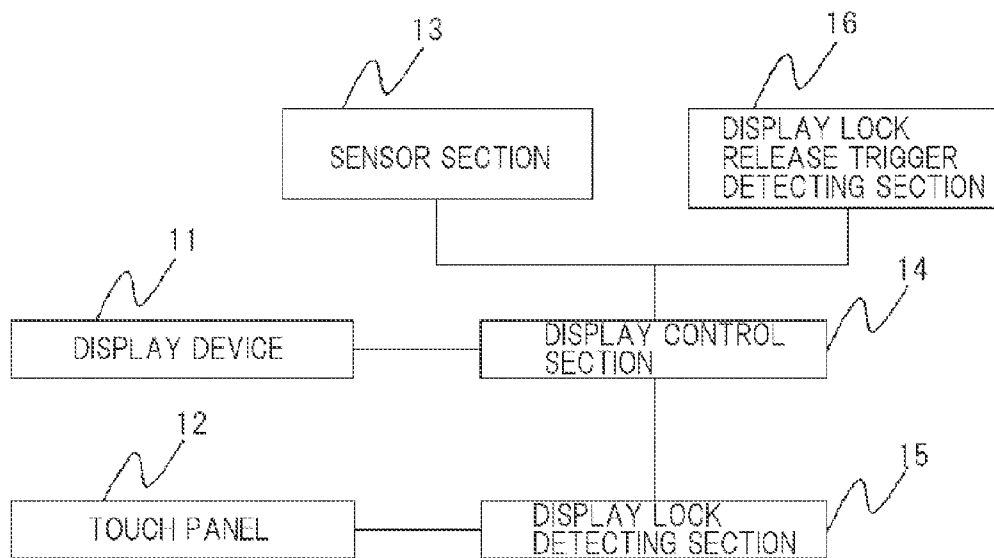 13
16
SENSOR SECTION
DISPLAY LOCK
RELEASE TRIGGER
DETECTING SECTION
11
14
DISPLAY DEVICE
DISPLAY CONTROL
SECTION
12
15
TOUCH PANEL
DISPLAY LOCK
DETECTING SECTION